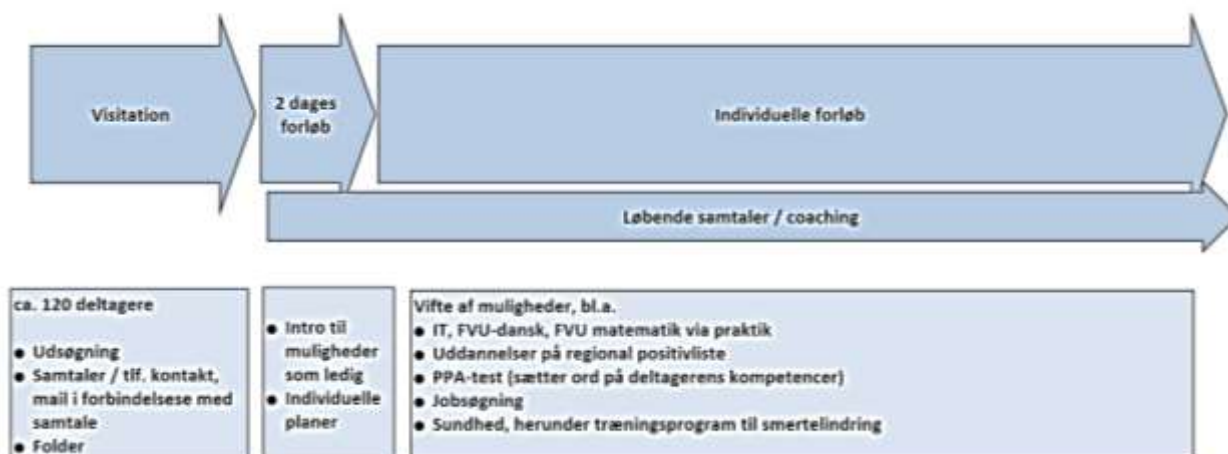 Visitation
2 dages
forløb
Individuelle forløb
Løbende samtaler / coaching
ca. 120 deltagere
● Udsøgning
● Samtaler / tlf. kontakt,
mail i forbindelsese med
samtale
● Folder
● Intro til
muligheder
som ledig
● Individuelle
planer
Vifte af muligheder, bl.a.
● IT, FVU-dansk, FVU matematik via praktik
● Uddannelser på regional positivliste
● PPA-test (sætter ord på deltagerens kompetencer)
● Jobsøgning
● Sundhed, herunder træningsprogram til smertelindring